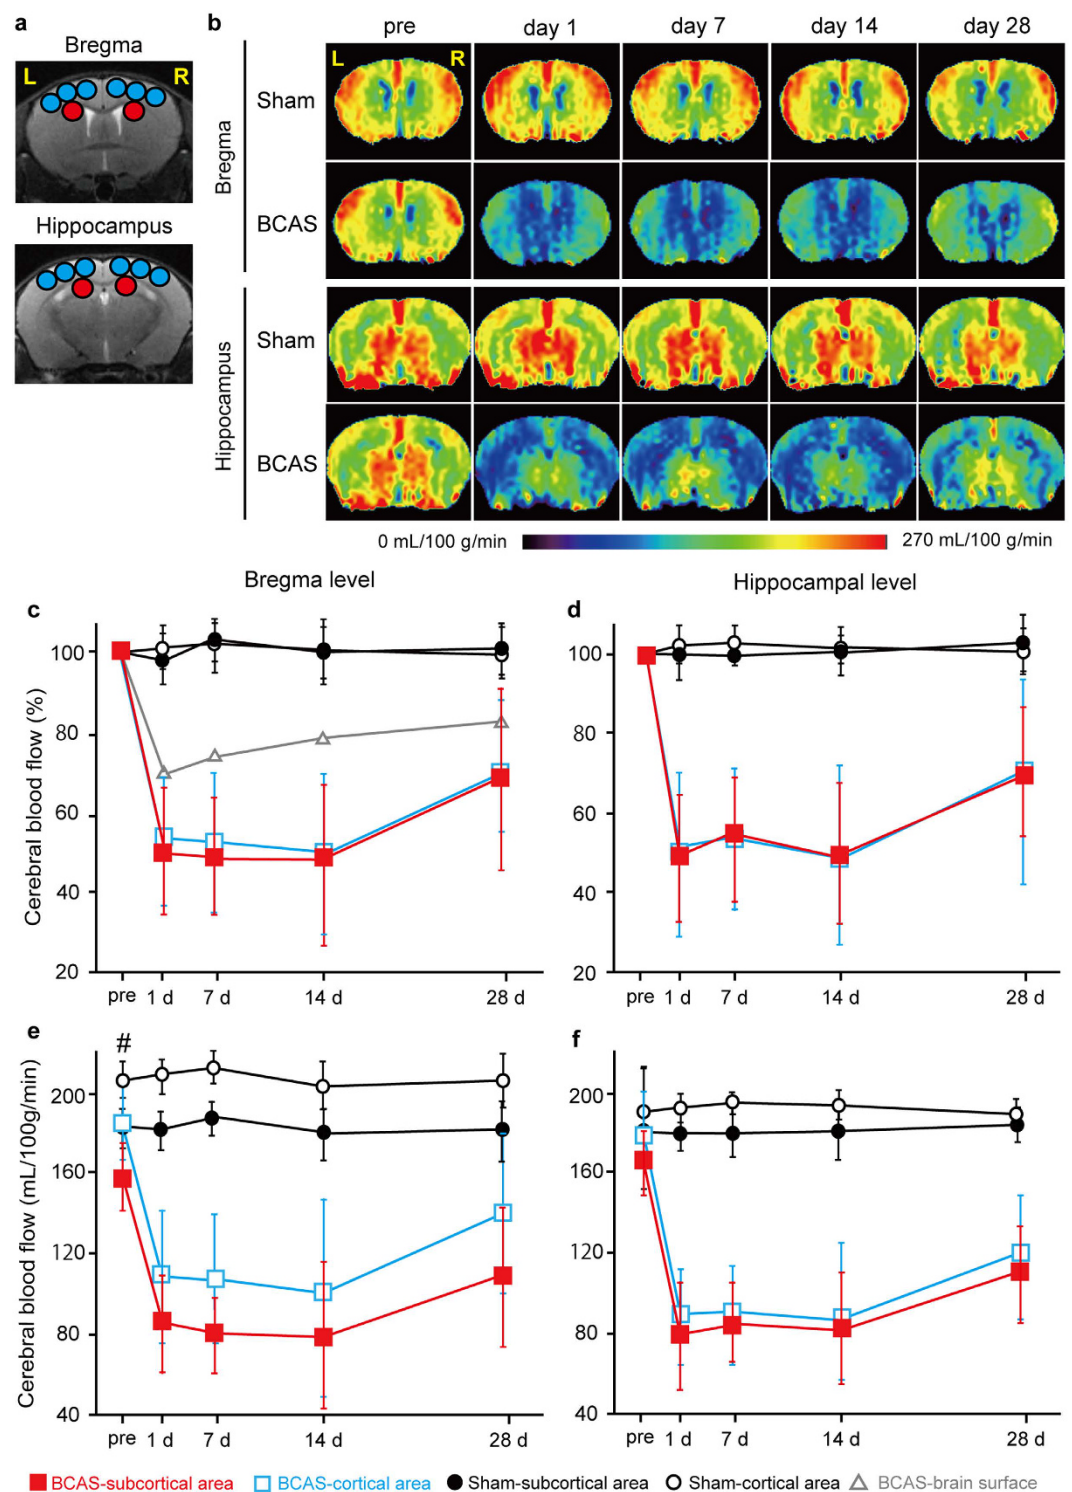 a
Bregma
L R
Hippocampus
b
pre day 1 day 7 day 14 day 28
Bregma
Sham
L R
BCAS
Hippocampus
Sham
BCAS
0 mL/100 g/min 270 mL/100 g/min
Bregma level
Hippocampal level
c
Cerebral blood flow (%)
100
80
60
40
20
pre 1 d 7 d 14 d 28 d
d
100
80
60
40
20
pre 1 d 7 d 14 d 28 d
e
#
Cerebral blood flow (mL/100g/min)
200
160
120
80
40
pre 1 d 7 d 14 d 28 d
f
200
160
120
80
40
pre 1 d 7 d 14 d 28 d
BCAS-subcortical area BCAS-cortical area Sham-subcortical area Sham-cortical area BCAS-brain surface